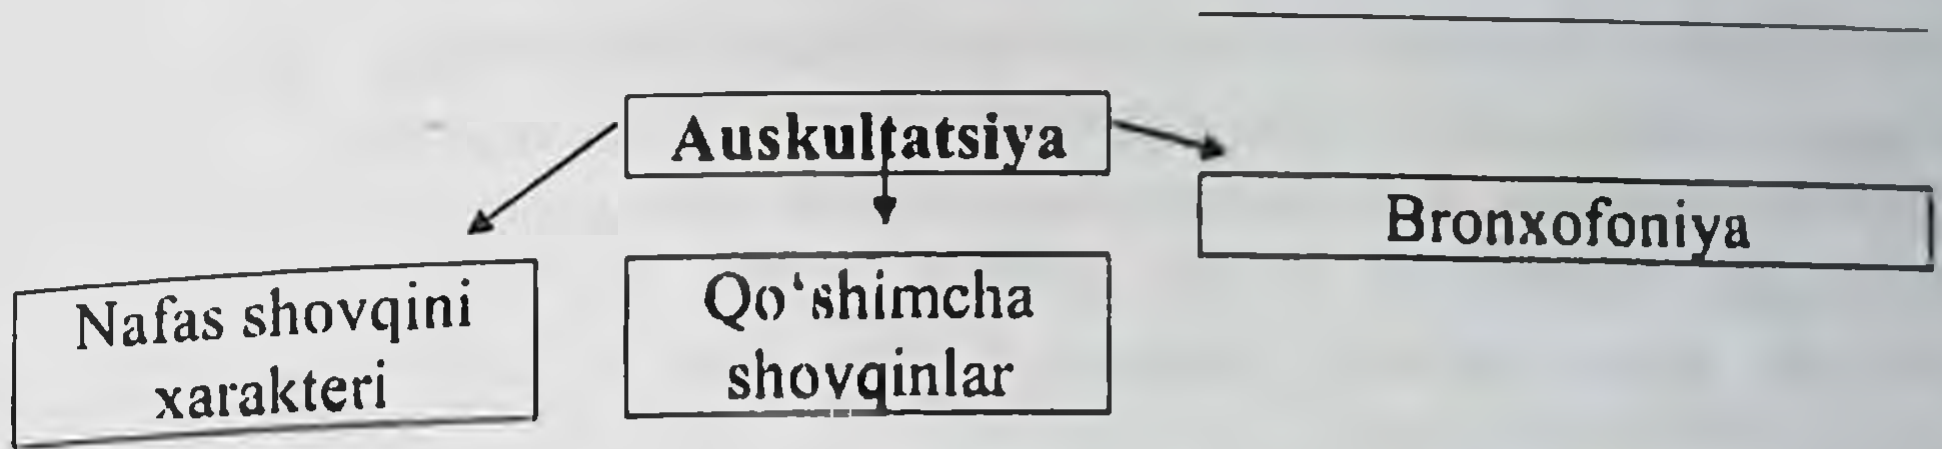 Auskultatsiya
Bronxofoniya
Nafas shovqini
xarakteri
Qo‘shimcha
shovqinlar